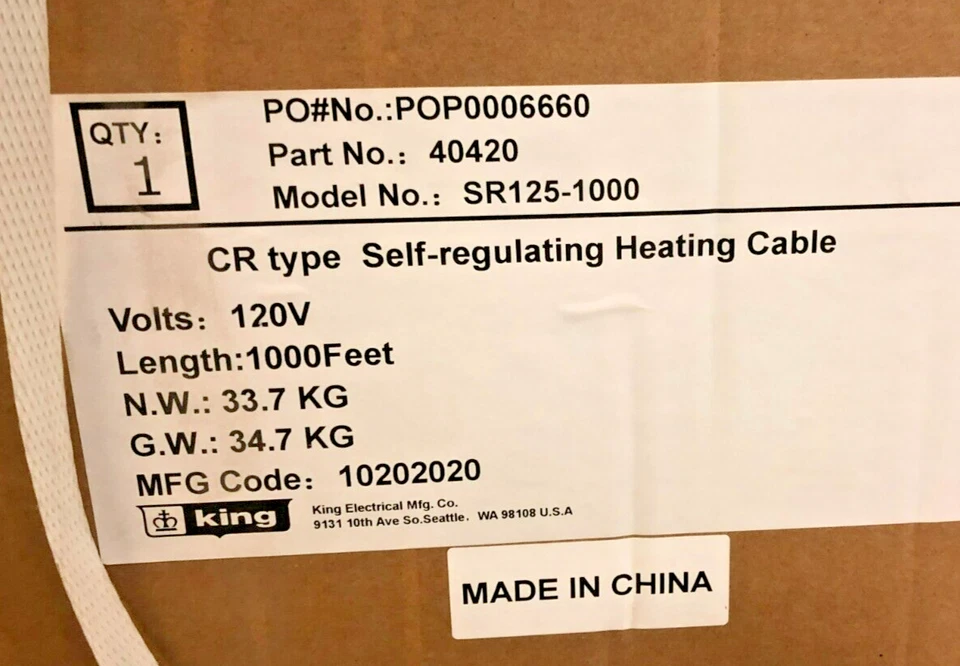 QTY:
1
PO#No.:POP0006660
Part No.: 40420
Model No.: SR125-1000
CR type Self-regulating Heating Cable
Volts: 120V
Length:1000Feet
N.W.: 33.7 KG
G.W.: 34.7 KG
MFG Code: 10202020
king
King Electrical Mfg. Co.
9131 10th Ave So.Seattle, WA 98108 U.S.A
MADE IN CHINA